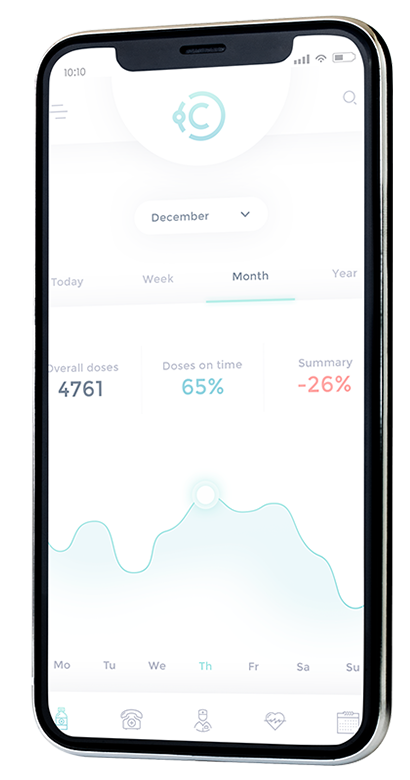 10:10
C
December
Today Week Month Year
Overall doses Doses on time Summary
4761 65% -26%
Mo Tu We Th Fr Sa Su